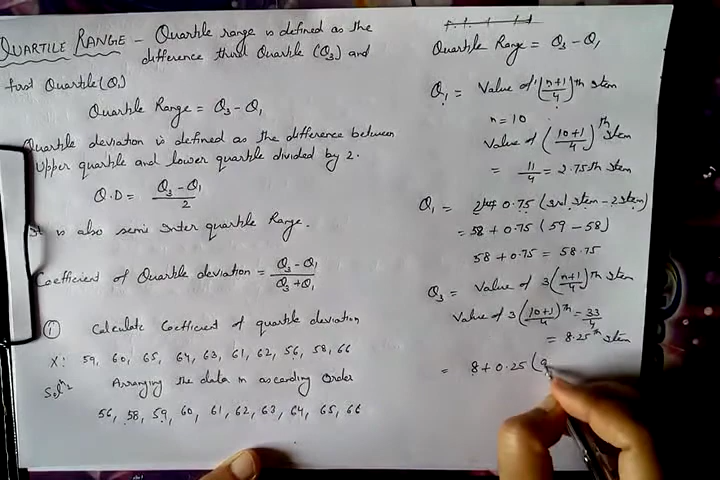 QUARTILE RANGE - Quartile range is defined as the
difference third Quartile (Q3) and
first Quartile (Q1)
Quartile Range = Q3 - Q1
Quartile deviation is defined as the difference between
Upper quartile and lower quartile divided by 2.
Q.D = Q3 - Q1 / 2
It is also semi Inter quartile Range.
Coefficient of Quartile deviation = Q3 - Q1 / Q3 + Q1
(i) Calculate Coefficient of quartile deviation
X: 59, 60, 65, 64, 63, 61, 62, 56, 58, 66
Sol^n: Arranging the data in ascending Order
56, 58, 59, 60, 61, 62, 63, 64, 65, 66
Quartile Range = Q3 - Q1
Q1 = Value of (n+1/4)^th item
n = 10
Value of (10+1/4)^th item
= 11/4 = 2.75th item
Q1 = 0.75 (3rd item - 2 item)
= 58 + 0.75 (59 - 58)
58 + 0.75 = 58.75
Q3 = Value of 3(n+1/4)^th item
Value of 3(10+1/4)^th = 33/4
= 8.25^th item
= 8 + 0.25 (9